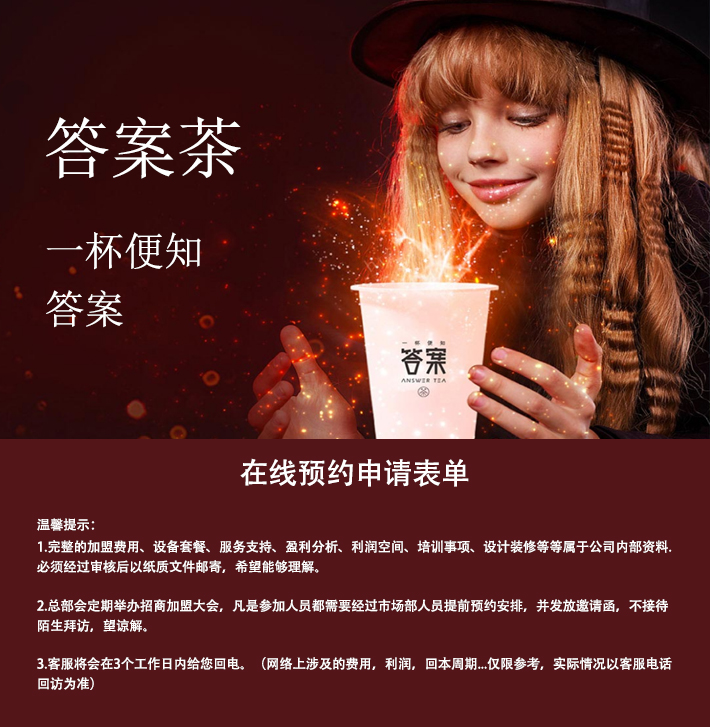 答案茶
一杯便知
答案
一杯便知
答案
ANSWER TEA
茶
在线预约申请表单
温馨提示：
1.完整的加盟费用、设备套餐、服务支持、盈利分析、利润空间、培训事项、设计装修等等属于公司内部资料.
必须经过审核后以纸质文件邮寄，希望能够理解。
2.总部会定期举办招商加盟大会，凡是参加人员都需要经过市场部人员提前预约安排，并发放邀请函，不接待
陌生拜访，望谅解。
3.客服将会在3个工作日内给您回电。（网络上涉及的费用，利润，回本周期...仅限参考，实际情况以客服电话
回访为准）